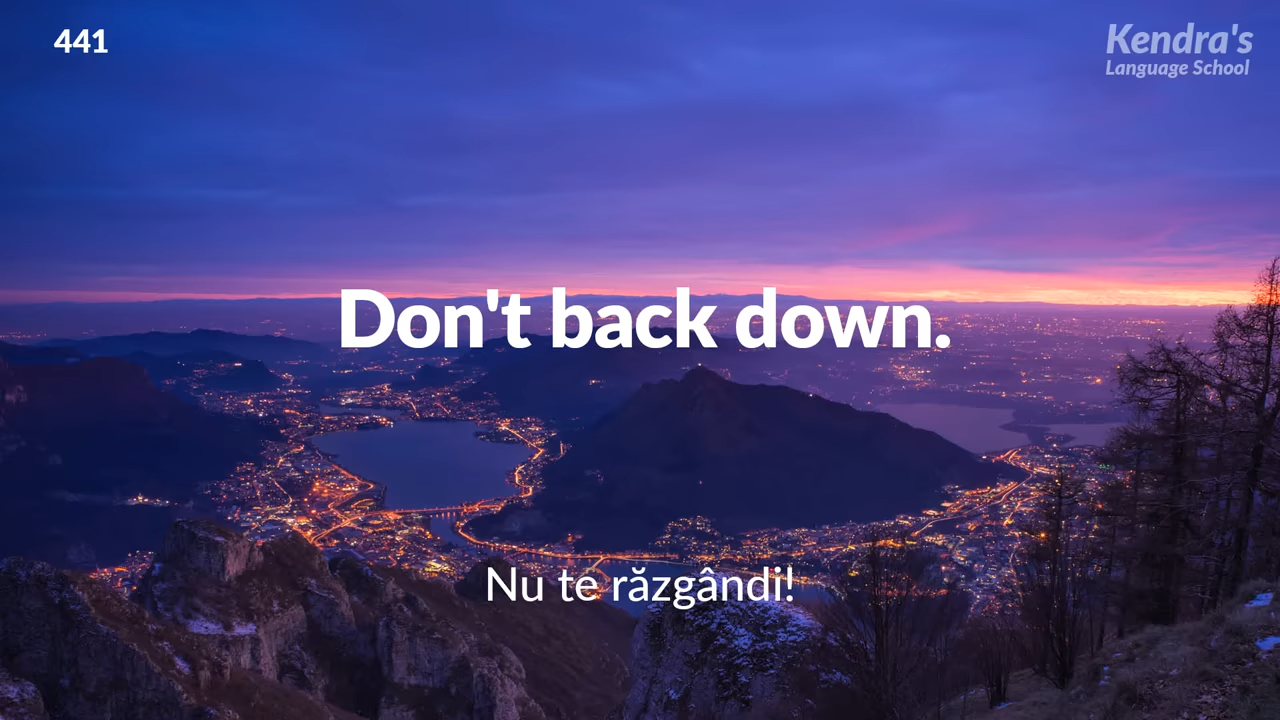 441
Kendra's
Language School
Don't back down.
Nu te răzgândi!